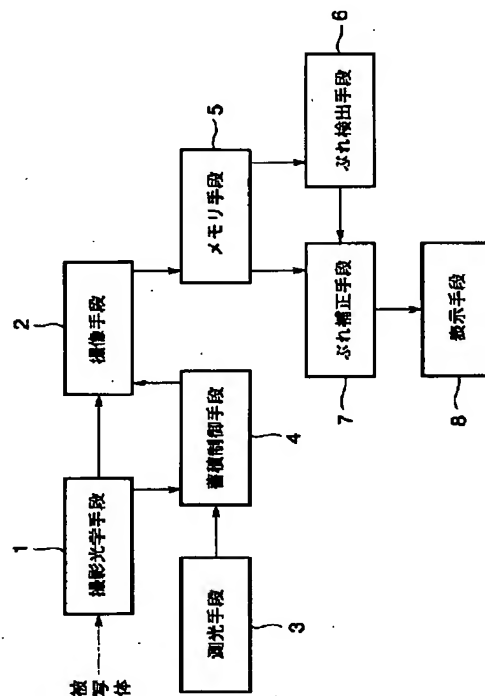 被写体
1
撮影光学手段
2
撮像手段
3
測光手段
4
蓄積制御手段
5
メモリ手段
6
ぶれ検出手段
7
ぶれ補正手段
8
表示手段